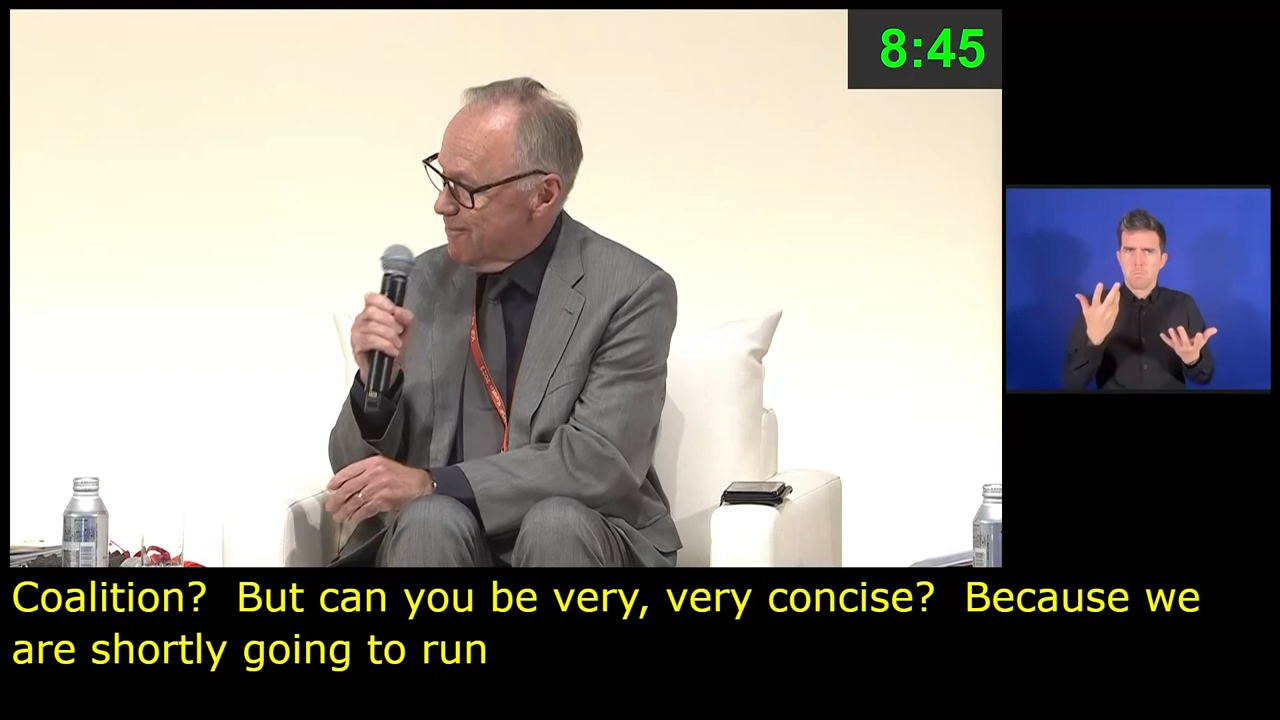 8:45
Coalition?  But can you be very, very concise?  Because we
are shortly going to run